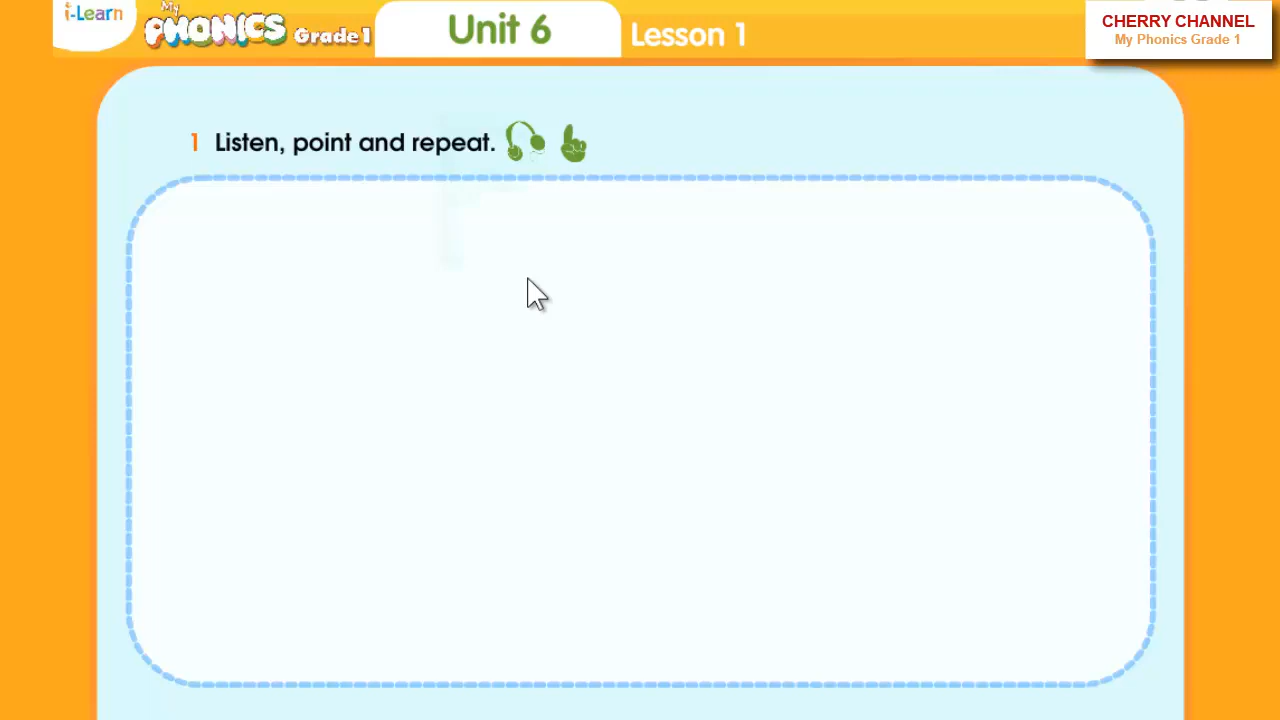 i-Learn
My
PHONICS Grade 1
Unit 6
Lesson 1
CHERRY CHANNEL
My Phonics Grade 1
1 Listen, point and repeat.